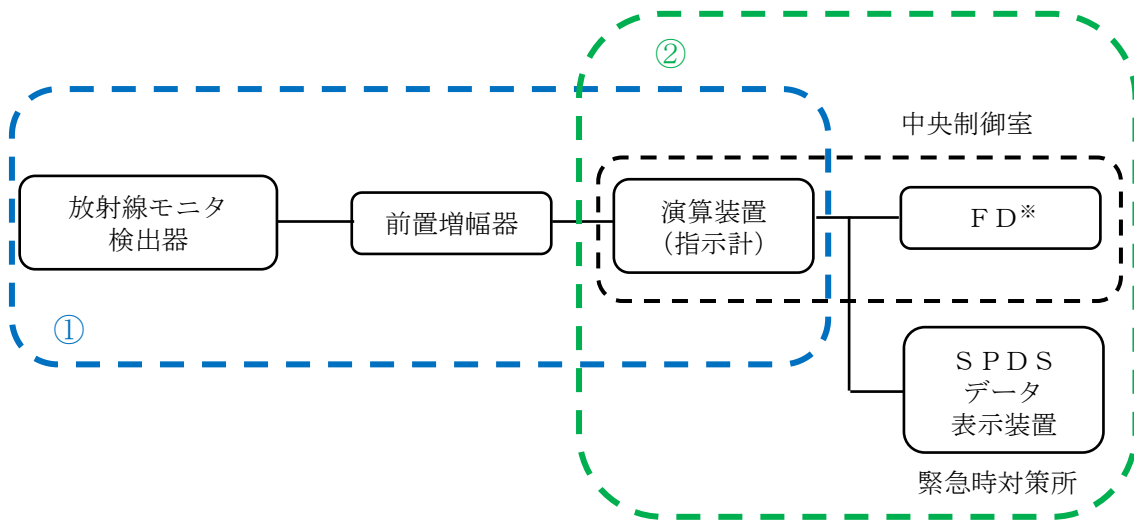 ②
中央制御室
放射線モニタ
検出器
前置増幅器
演算装置
(指示計)
ＦＤ※
①
ＳＰＤＳ
データ
表示装置
緊急時対策所